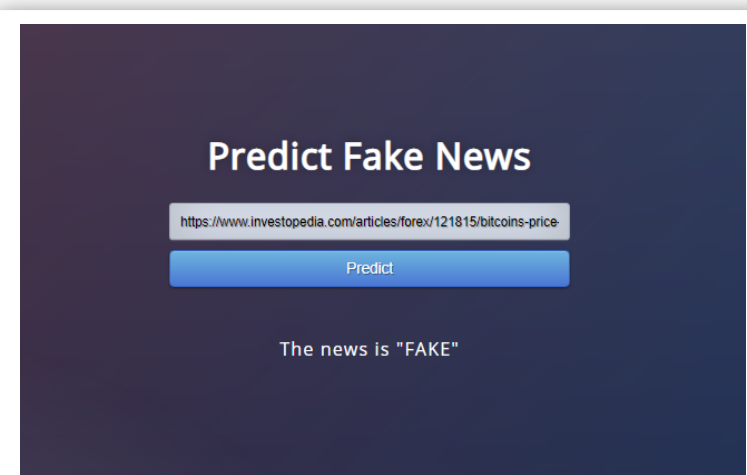 Predict Fake News
https://www.investopedia.com/articles/forex/121815/bitcoins-price-
Predict
The news is "FAKE"